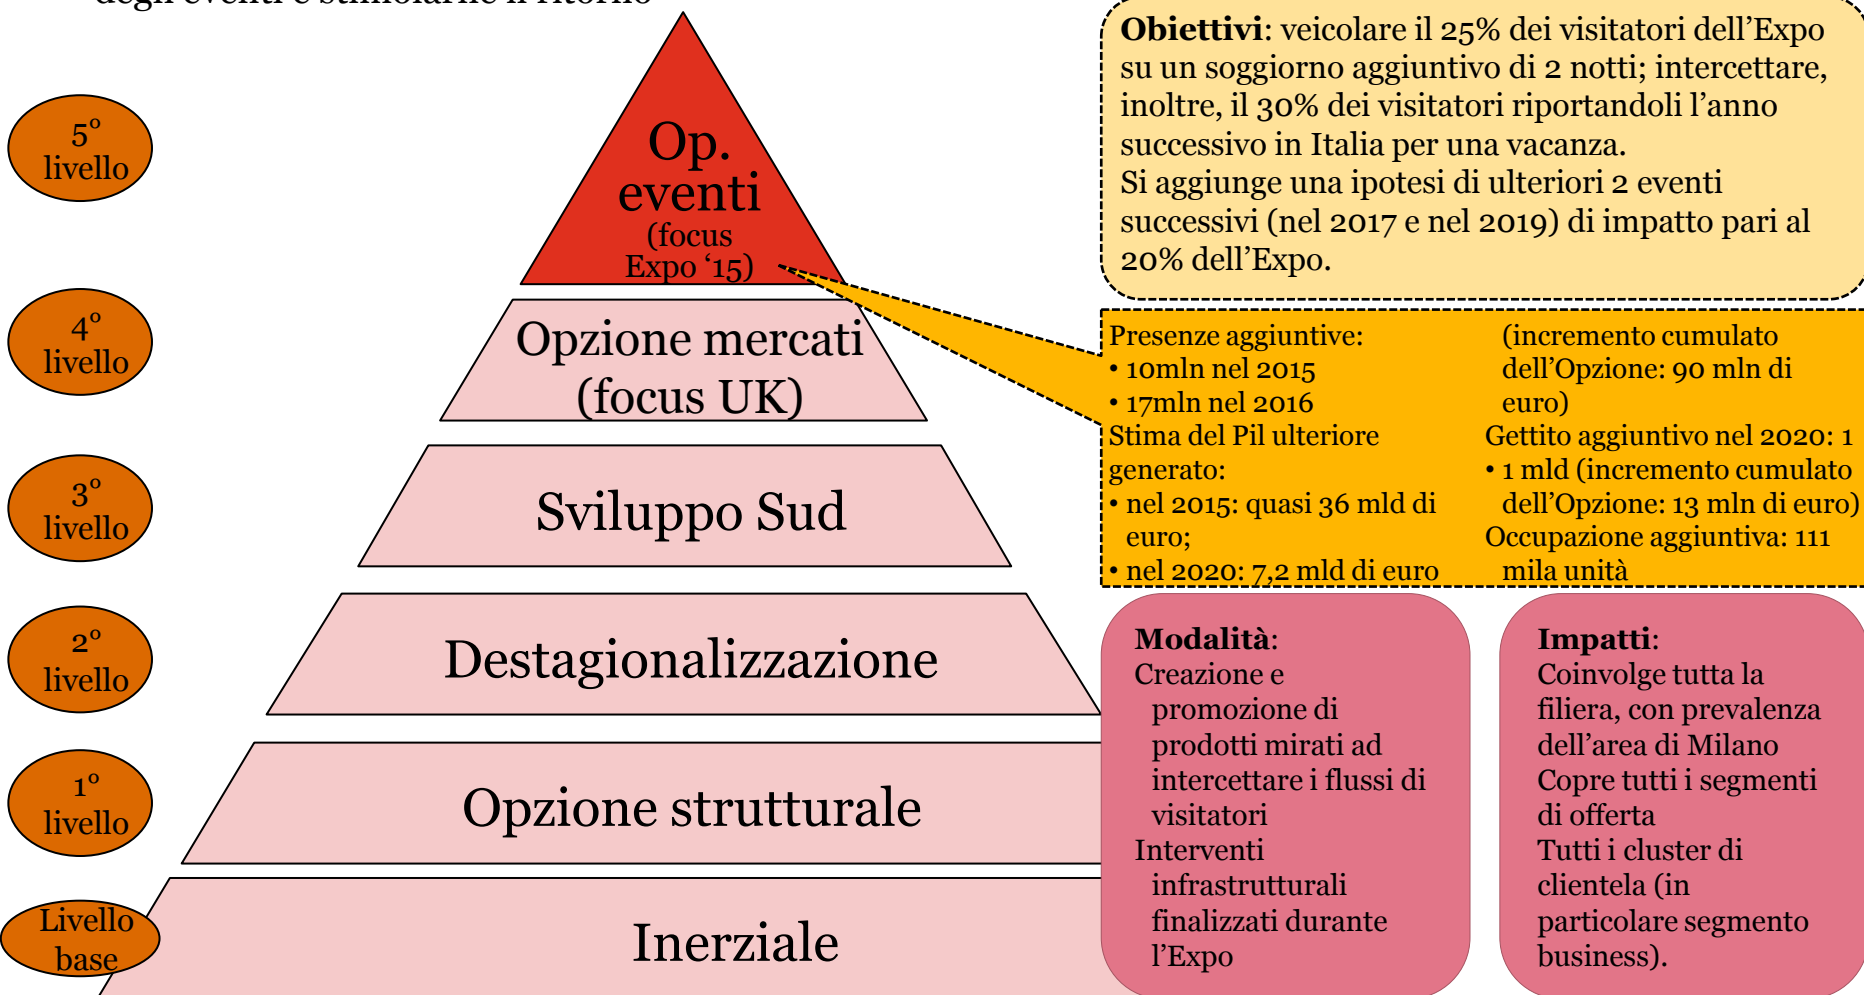 degli eventi e stimolarne il ritorno
5°
livello
Op.
eventi
(focus
Expo ‘15)
4°
livello
Opzione mercati
(focus UK)
3°
livello
Sviluppo Sud
2°
livello
Destagionalizzazione
1°
livello
Opzione strutturale
Livello
base
Inerziale
Obiettivi: veicolare il 25% dei visitatori dell’Expo
su un soggiorno aggiuntivo di 2 notti; intercettare,
inoltre, il 30% dei visitatori riportandoli l’anno
successivo in Italia per una vacanza.
Si aggiunge una ipotesi di ulteriori 2 eventi
successivi (nel 2017 e nel 2019) di impatto pari al
20% dell’Expo.
Presenze aggiuntive:
• 10mln nel 2015
• 17mln nel 2016
Stima del Pil ulteriore
generato:
• nel 2015: quasi 36 mld di
euro;
• nel 2020: 7,2 mld di euro
(incremento cumulato
dell’Opzione: 90 mln di
euro)
Gettito aggiuntivo nel 2020: 1
• 1 mld (incremento cumulato
dell’Opzione: 13 mln di euro)
Occupazione aggiuntiva: 111
mila unità
Modalità:
Creazione e
promozione di
prodotti mirati ad
intercettare i flussi di
visitatori
Interventi
infrastrutturali
finalizzati durante
l’Expo
Impatti:
Coinvolge tutta la
filiera, con prevalenza
dell’area di Milano
Copre tutti i segmenti
di offerta
Tutti i cluster di
clientela (in
particolare segmento
business).